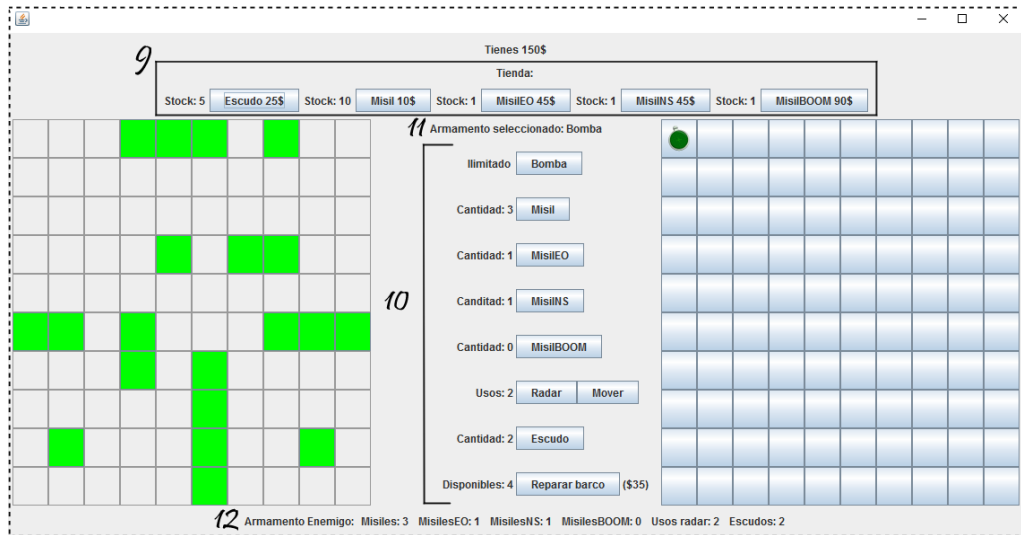 9
Tienes 150$
Tienda:
Stock: 5 Escudo 25$ Stock: 10 Misil 10$ Stock: 1 MisilEO 45$ Stock: 1 MisilNS 45$ Stock: 1 MisilBOOM 90$
11 Armamento seleccionado: Bomba
Ilimitado Bomba
Cantidad: 3 Misil
Cantidad: 1 MisilEO
10
Canditad: 1 MisilNS
Cantidad: 0 MisilBOOM
Usos: 2 Radar Mover
Cantidad: 2 Escudo
Disponibles: 4 Reparar barco ($35)
12 Armamento Enemigo: Misiles: 3 MisilesEO: 1 MisilesNS: 1 MisilesBOOM: 0 Usos radar: 2 Escudos: 2